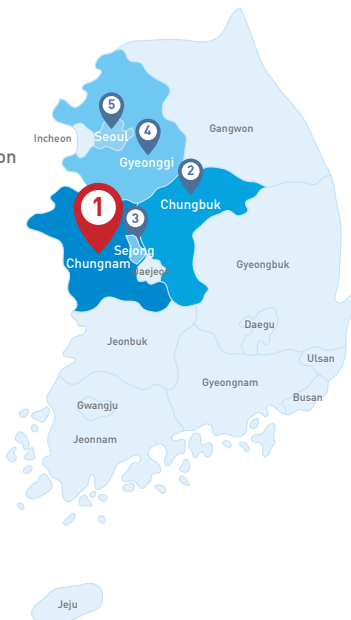 5
Seoul
4
Gyeonggi
Incheon
on
Gangwon
2
Chungbuk
1
3
Sejong
Chungnam
Daejeon
Gyeongbuk
Daegu
Jeonbuk
Ulsan
Gyeongnam
Busan
Gwangju
Jeonnam
Jeju